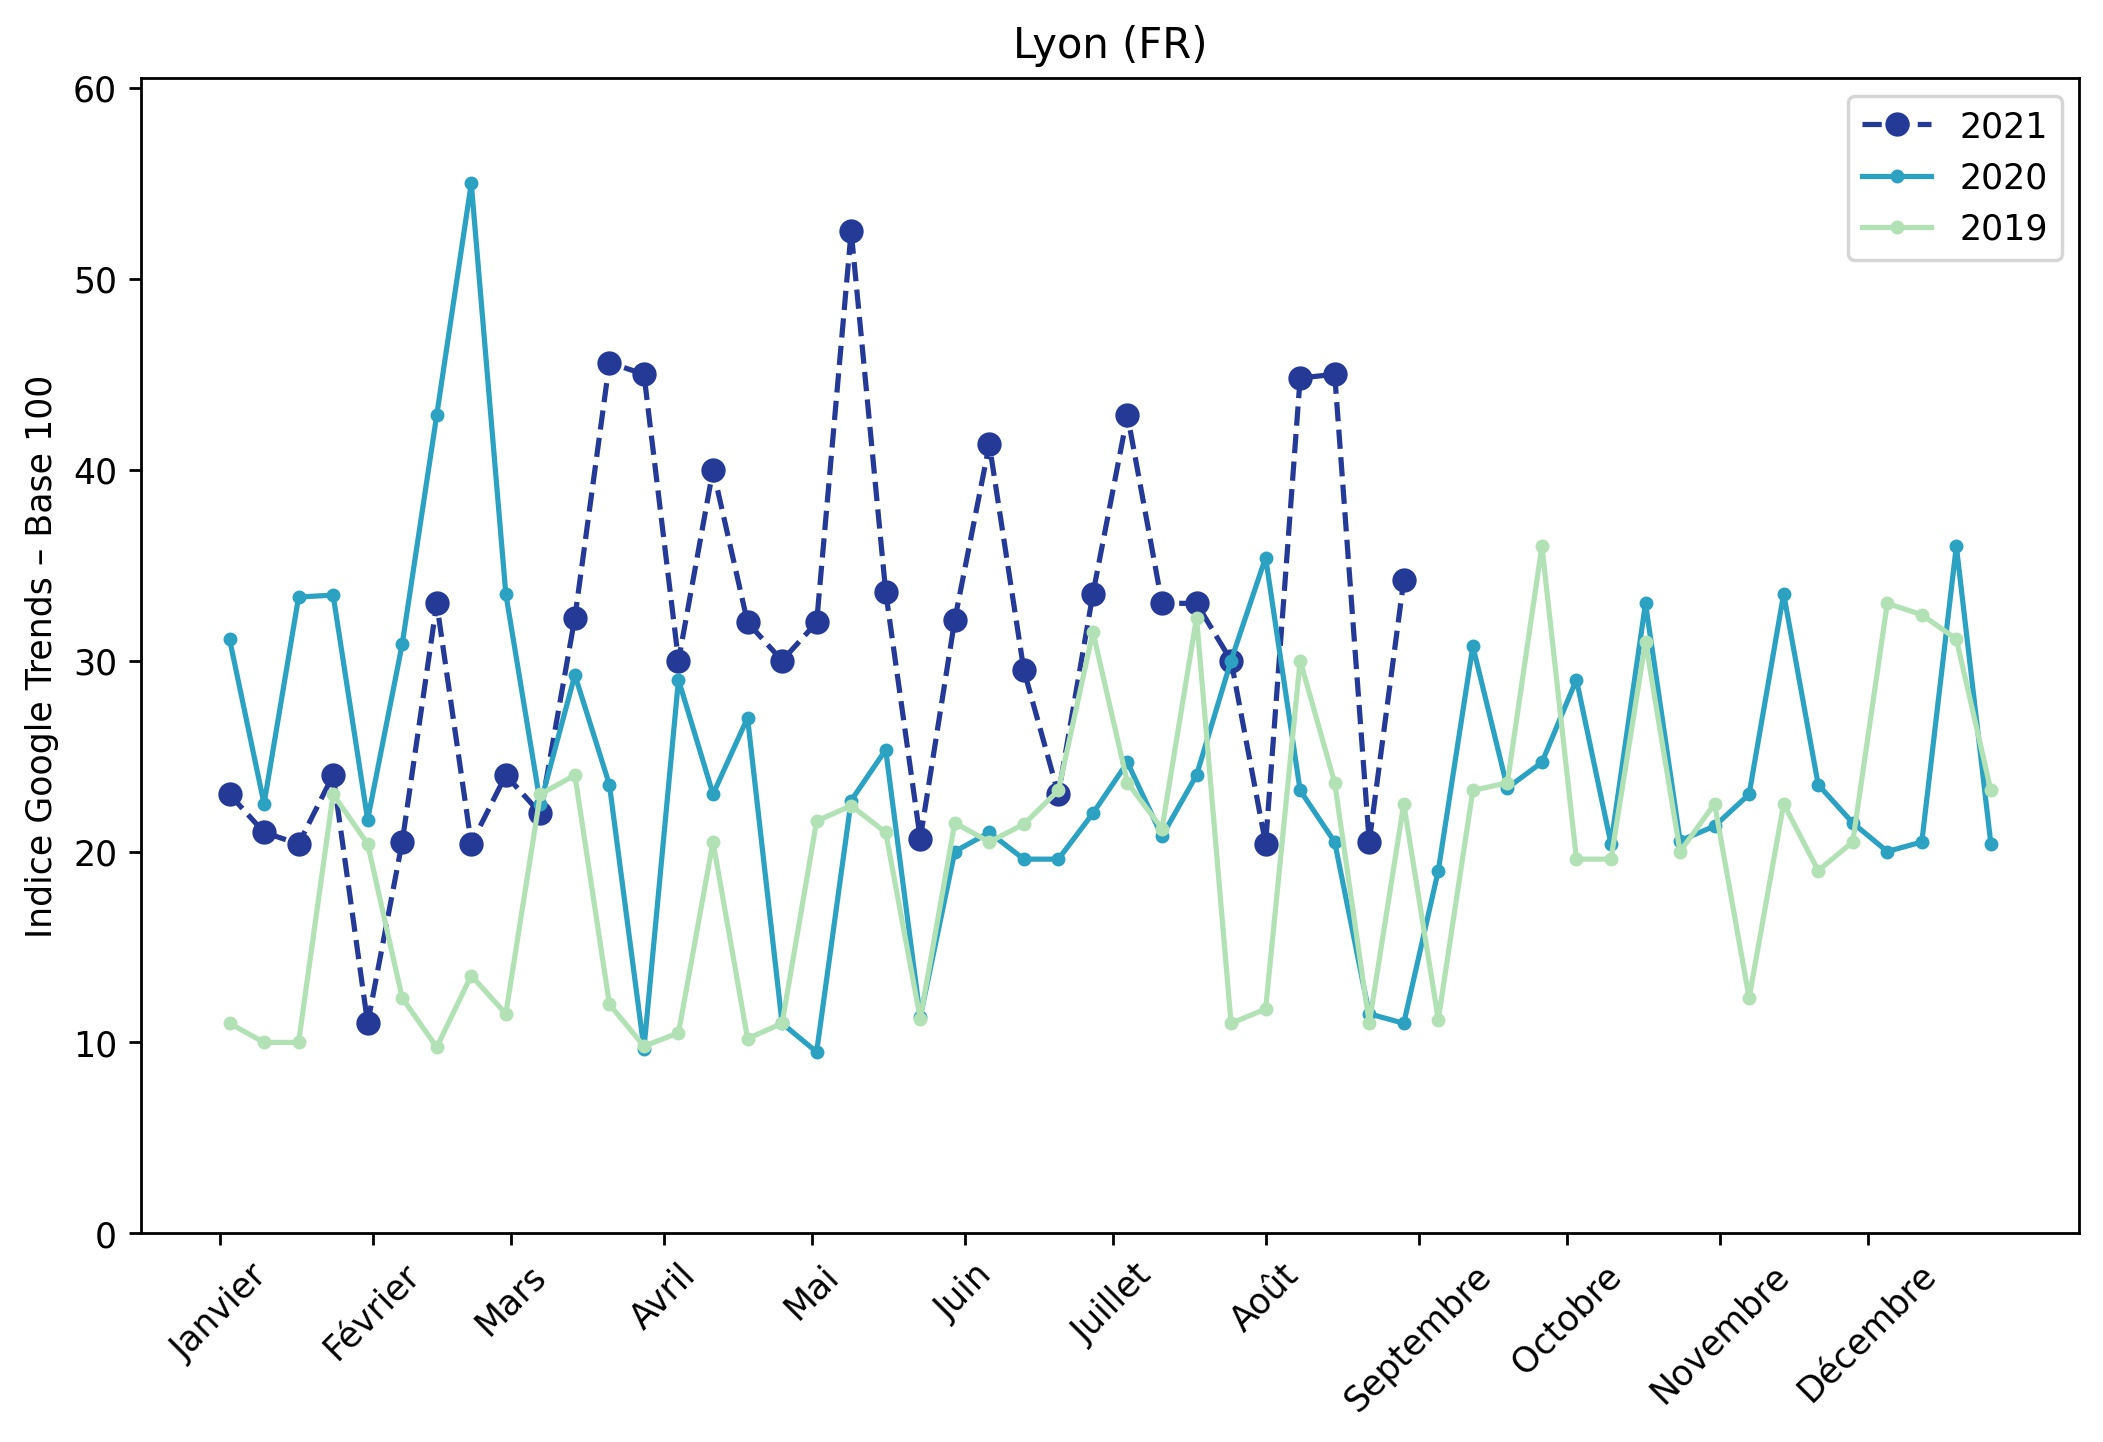 Lyon (FR)
2021
2020
2019
Indice Google Trends – Base 100
60
50
40
30
20
10
0
Janvier
Février
Mars
Avril
Mai
Juin
Juillet
Août
Septembre
Octobre
Novembre
Décembre